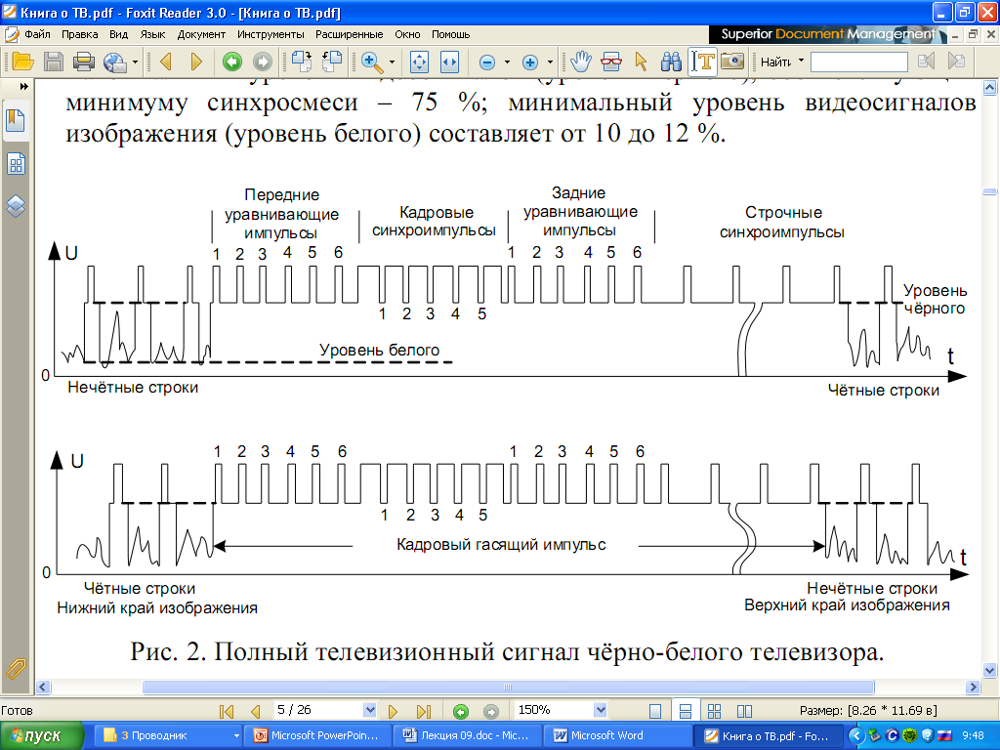 Книга о ТВ.pdf - Foxit Reader 3.0 - [Книга о ТВ.pdf]
Файл Правка Вид Язык Документ Инструменты Расширенные Окно Помощь
Superior Document Management
Найти
минимуму синхросмеси – 75 %; минимальный уровень видеосигналов
изображения (уровень белого) составляет от 10 до 12 %.
Передние
уравнивающие
импульсы
Кадровые
синхроимпульсы
Задние
уравнивающие
импульсы
Строчные
синхроимпульсы
U
1 2 3 4 5 6
1 2 3 4 5 6
1 2 3 4 5
Уровень
чёрного
Уровень белого
t
0
Нечётные строки
Чётные строки
U
1 2 3 4 5 6
1 2 3 4 5 6
1 2 3 4 5
Кадровый гасящий импульс
t
0
Чётные строки
Нижний край изображения
Нечётные строки
Верхний край изображения
Рис. 2. Полный телевизионный сигнал чёрно-белого телевизора.
Готов
5 / 26
150%
Размер: [8.26 * 11.69 в]
пуск
3 Проводник
Microsoft PowerPoin...
Лекция 09.doc - Mic...
Microsoft Word
Книга о ТВ.pdf - Fo...
9:48